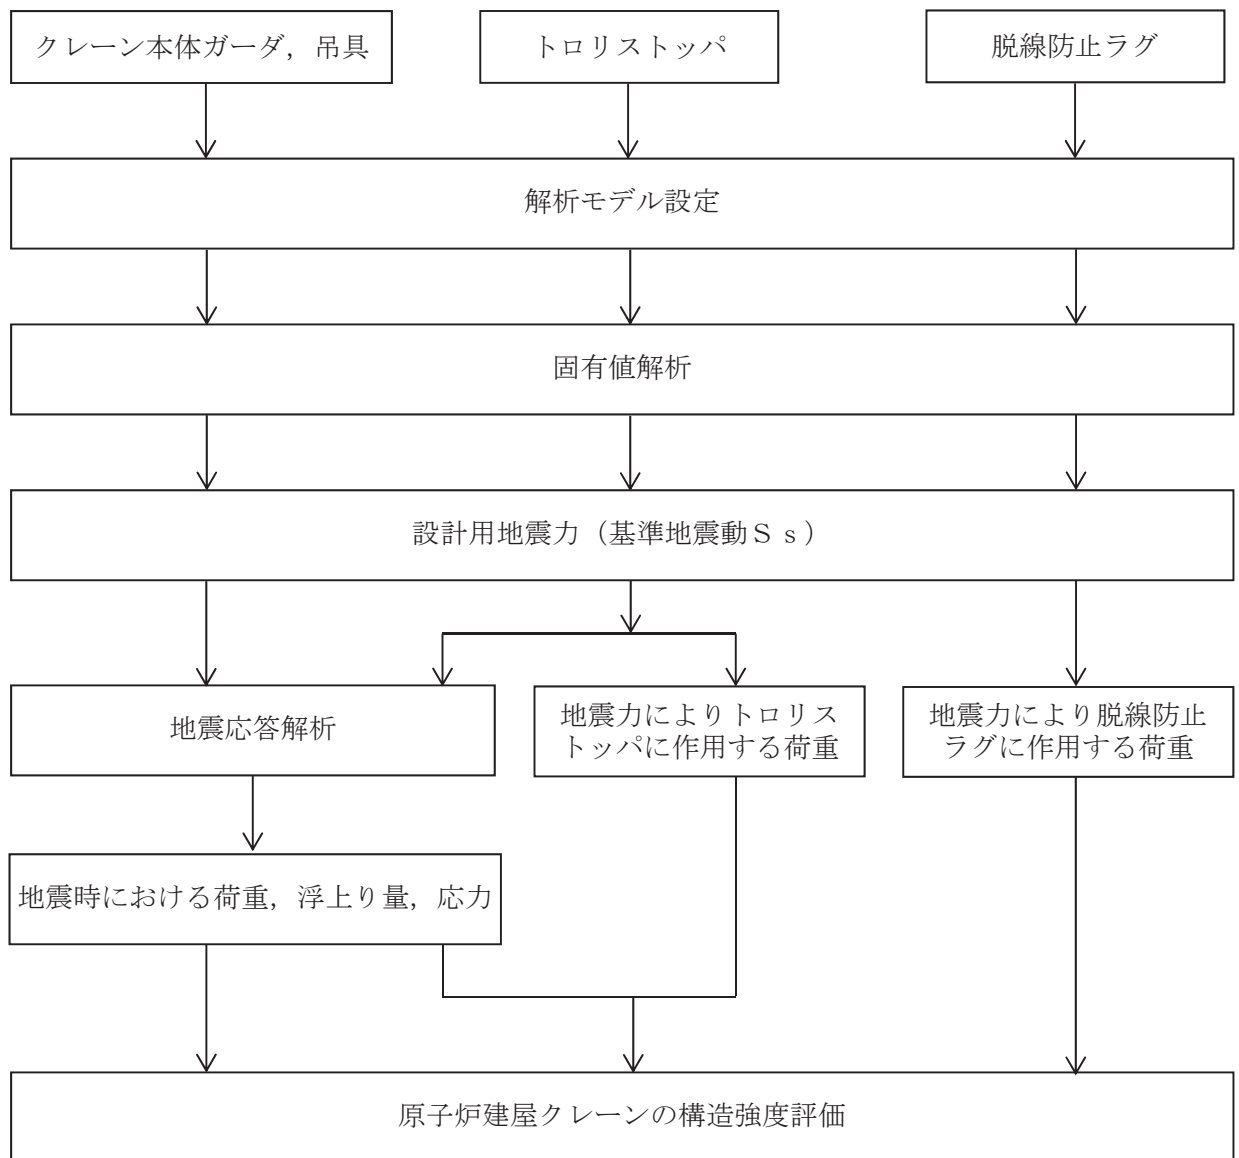 クレーン本体ガーダ，吊具
トロリストッパ
脱線防止ラグ
解析モデル設定
固有値解析
設計用地震力（基準地震動Ｓｓ）
地震応答解析
地震力によりトロリス
トッパに作用する荷重
地震力により脱線防止
ラグに作用する荷重
地震時における荷重，浮上り量，応力
原子炉建屋クレーンの構造強度評価